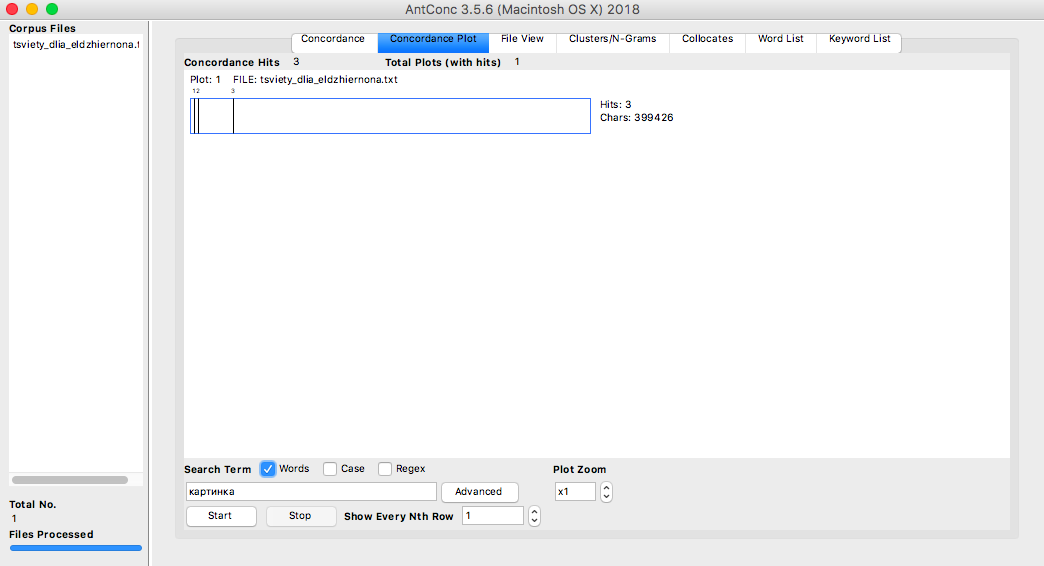 AntConc 3.5.6 (Macintosh OS X) 2018
Corpus Files
tsviety_dlia_eldzhiernona.t
Total No.
1
Files Processed
Concordance Concordance Plot File View Clusters/N-Grams Collocates Word List Keyword List
Concordance Hits 3 Total Plots (with hits) 1
Plot: 1 FILE: tsviety_dlia_eldzhiernona.txt
12 3
Hits: 3
Chars: 399426
Search Term Words Case Regex Plot Zoom
картинка Advanced x1
Start Stop Show Every Nth Row 1